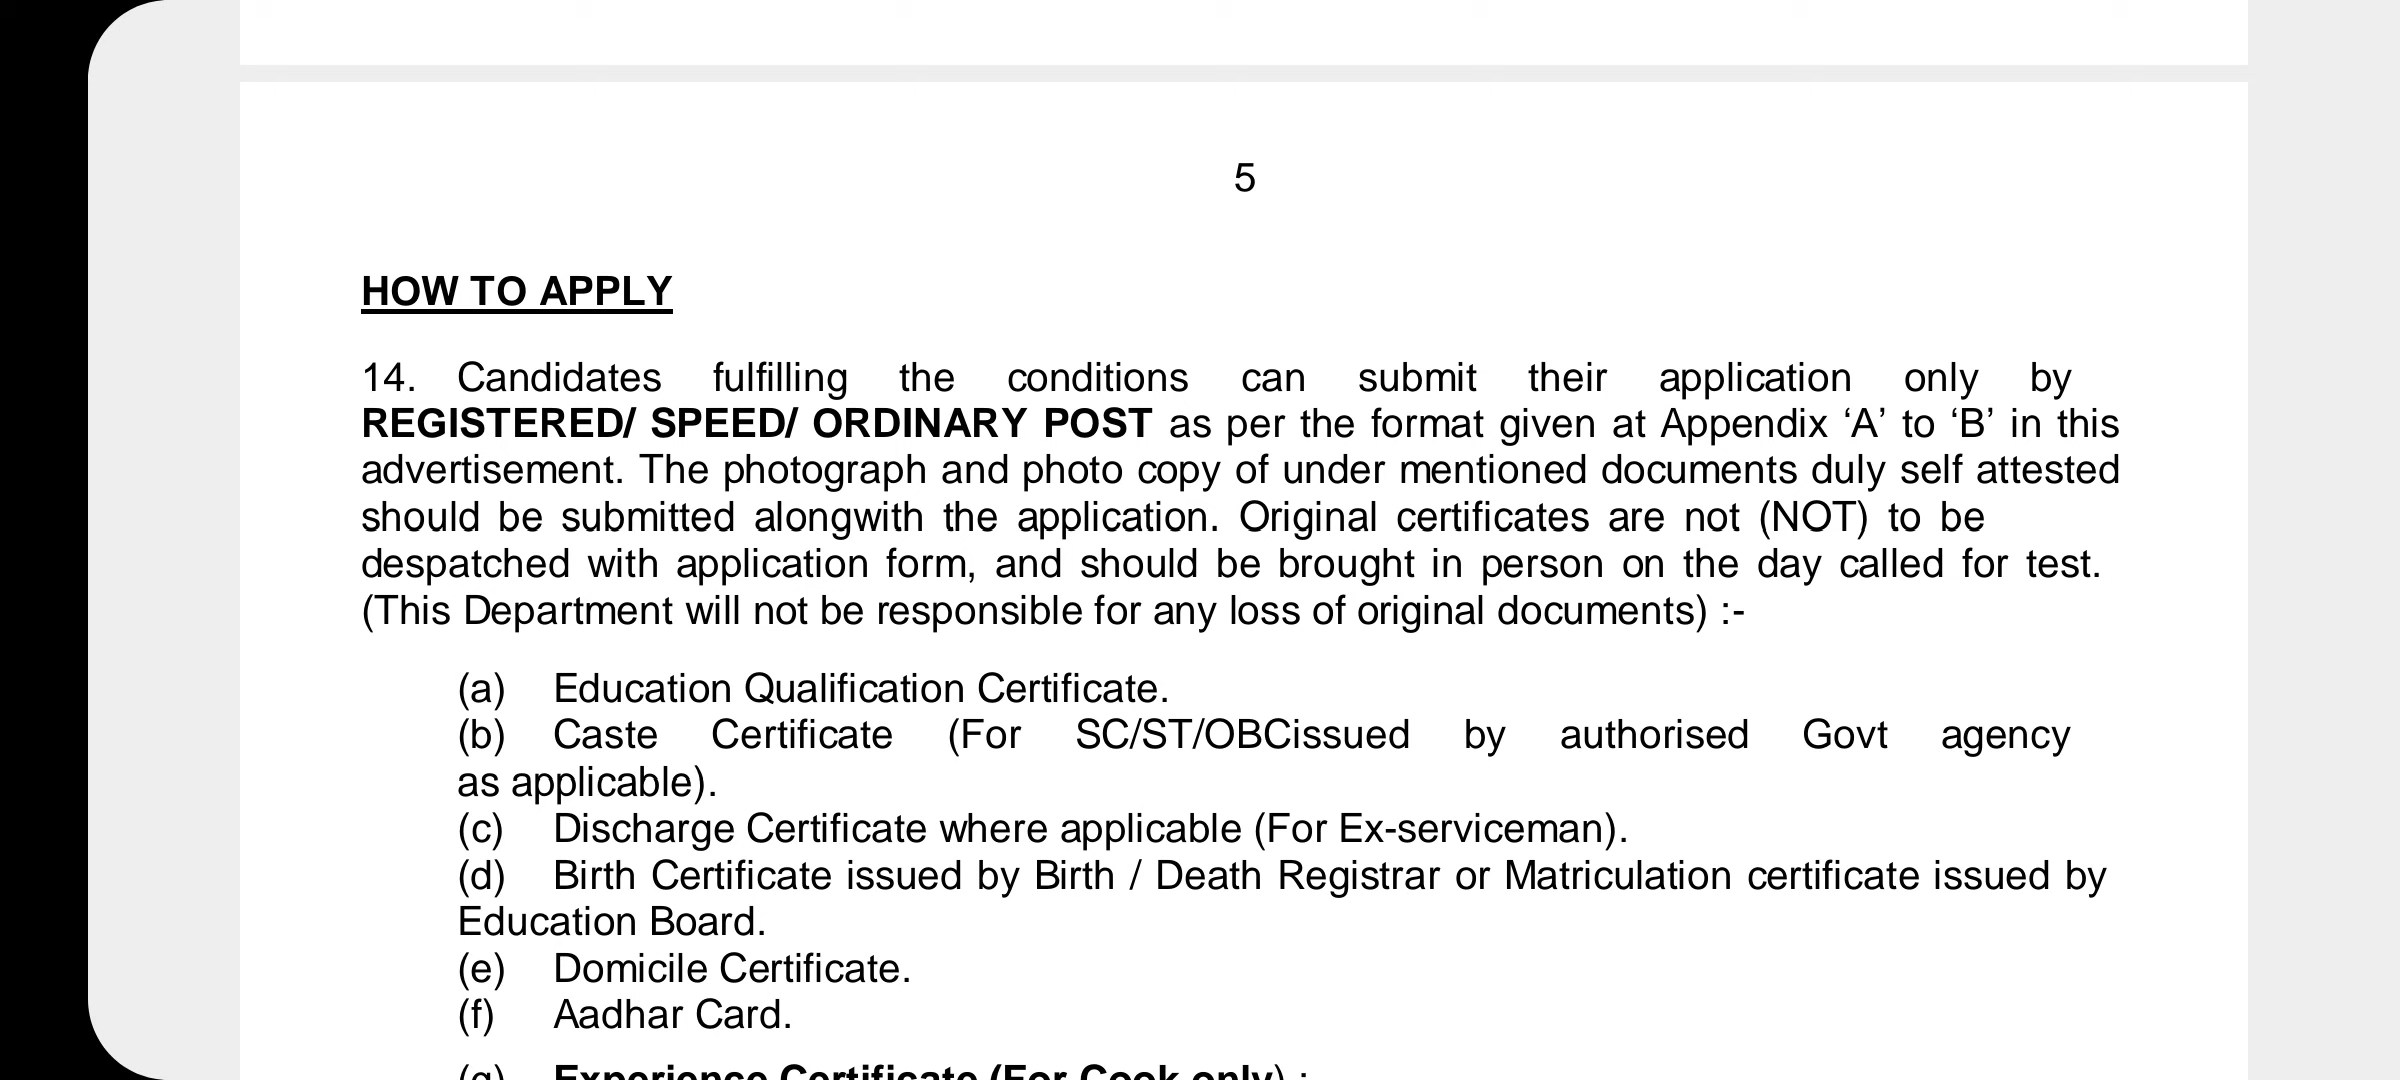 5
HOW TO APPLY
14. Candidates fulfilling the conditions can submit their application only by
REGISTERED/ SPEED/ ORDINARY POST as per the format given at Appendix ‘A’ to ‘B’ in this
advertisement. The photograph and photo copy of under mentioned documents duly self attested
should be submitted alongwith the application. Original certificates are not (NOT) to be
despatched with application form, and should be brought in person on the day called for test.
(This Department will not be responsible for any loss of original documents) :-
(a) Education Qualification Certificate.
(b) Caste Certificate (For SC/ST/OBCissued by authorised Govt agency
as applicable).
(c) Discharge Certificate where applicable (For Ex-serviceman).
(d) Birth Certificate issued by Birth / Death Registrar or Matriculation certificate issued by
Education Board.
(e) Domicile Certificate.
(f) Aadhar Card.
(g) Experience Certificate (For Cook only) :